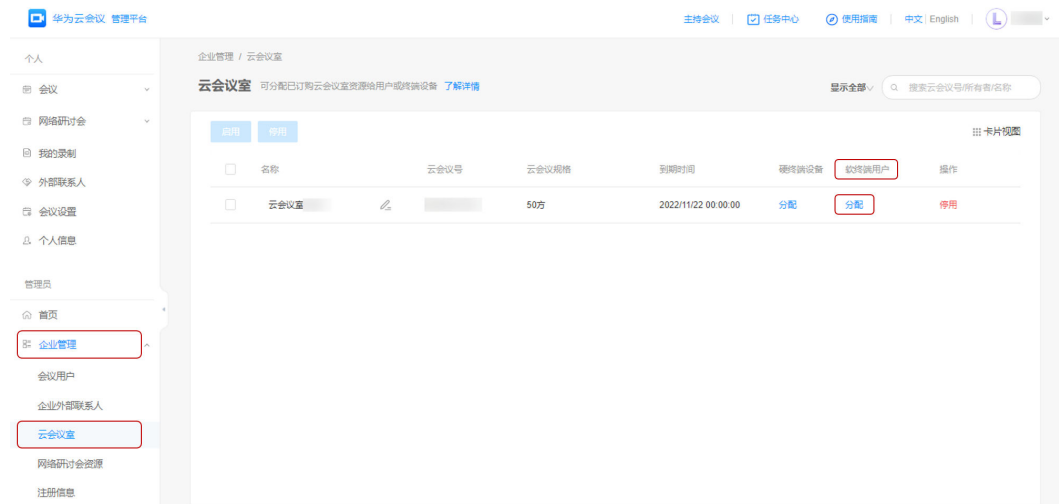 华为云会议 管理平台
主持会议 任务中心 使用指南 中文 English
个人
会议
网络研讨会
我的录制
外部联系人
会议设置
个人信息
管理员
首页
企业管理
会议用户
企业外部联系人
云会议室
网络研讨会资源
注册信息
企业管理 / 云会议室
云会议室 可分配已订购云会议室资源给用户或终端设备 了解详情
显示全部 搜索云会议号/所有者/名称
启用 停用
卡片视图
名称 云会议号 云会议规格 到期时间 硬终端设备 软终端用户 操作
云会议室 50方 2022/11/22 00:00:00 分配 分配 停用